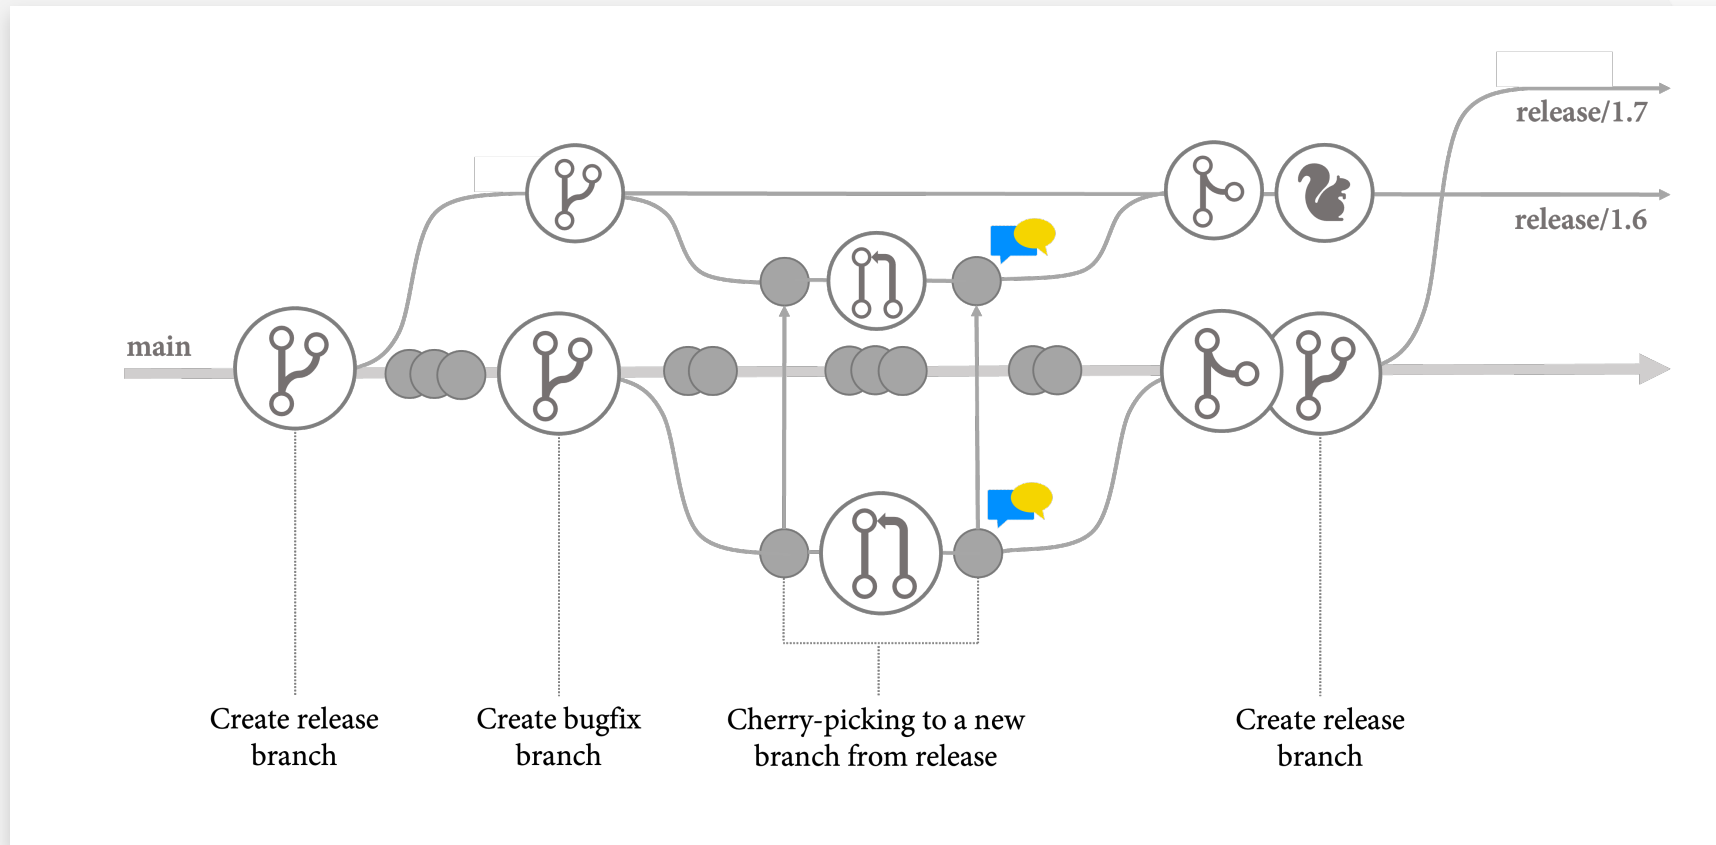 release/1.7
release/1.6
main
Create release
branch
Create bugfix
branch
Cherry-picking to a new
branch from release
Create release
branch